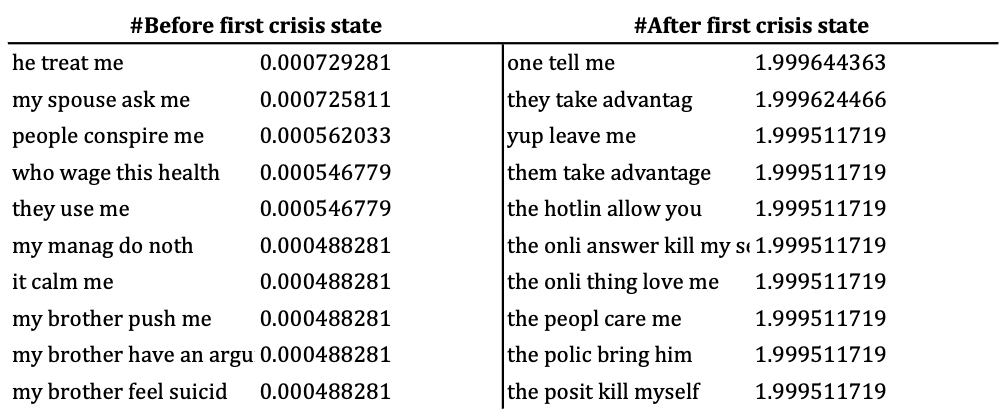 #Before first crisis state #After first crisis state
he treat me 0.000729281 one tell me 1.999644363
my spouse ask me 0.000725811 they take advantag 1.999624466
people conspire me 0.000562033 yup leave me 1.999511719
who wage this health 0.000546779 them take advantage 1.999511719
they use me 0.000546779 the hotlin allow you 1.999511719
my manag do noth 0.000488281 the onli answer kill my se 1.999511719
it calm me 0.000488281 the onli thing love me 1.999511719
my brother push me 0.000488281 the peopl care me 1.999511719
my brother have an argu 0.000488281 the polic bring him 1.999511719
my brother feel suicid 0.000488281 the posit kill myself 1.999511719